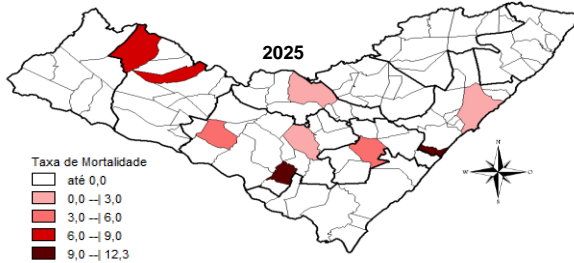 2025
Taxa de Mortalidade
até 0,0
0,0 --| 3,0
3,0 --| 6,0
6,0 --| 9,0
9,0 --| 12,3
N
W
O
S